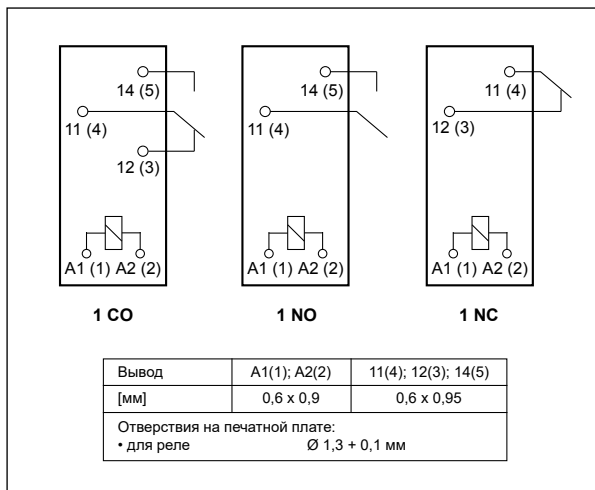 14 (5)
11 (4)
12 (3)
A1 (1) A2 (2)
1 CO
14 (5)
11 (4)
A1 (1) A2 (2)
1 NO
11 (4)
12 (3)
A1 (1) A2 (2)
1 NC
Вывод A1(1); A2(2) 11(4); 12(3); 14(5)
[мм] 0,6 x 0,9 0,6 x 0,95
Отверствия на печатной плате:
• для реле Ø 1,3 + 0,1 мм